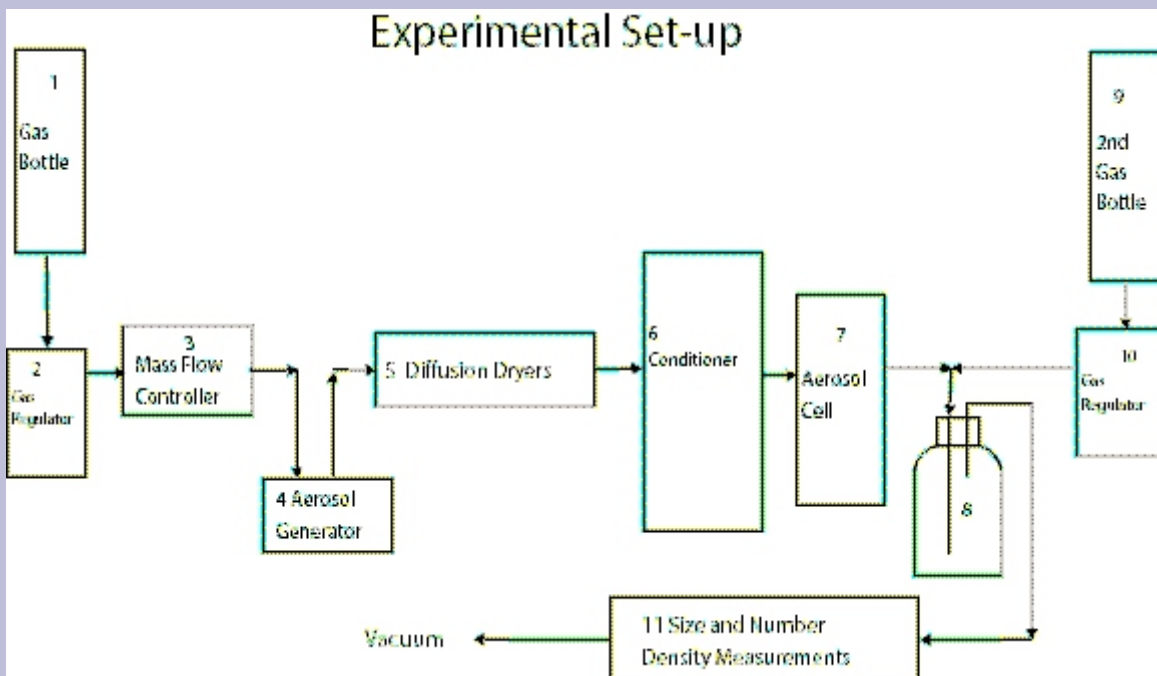 Experimental Set-up
1
Gas
Bottle
9
2nd
Gas
Bottle
2
Gas
Regulator
3
Mass Flow
Controller
4 Aerosol
Generator
5 Diffusion Dryers
6
Conditioner
7
Aerosol
Cell
8
10
Gas
Regulator
11 Size and Number
Density Measurements
Vacuum